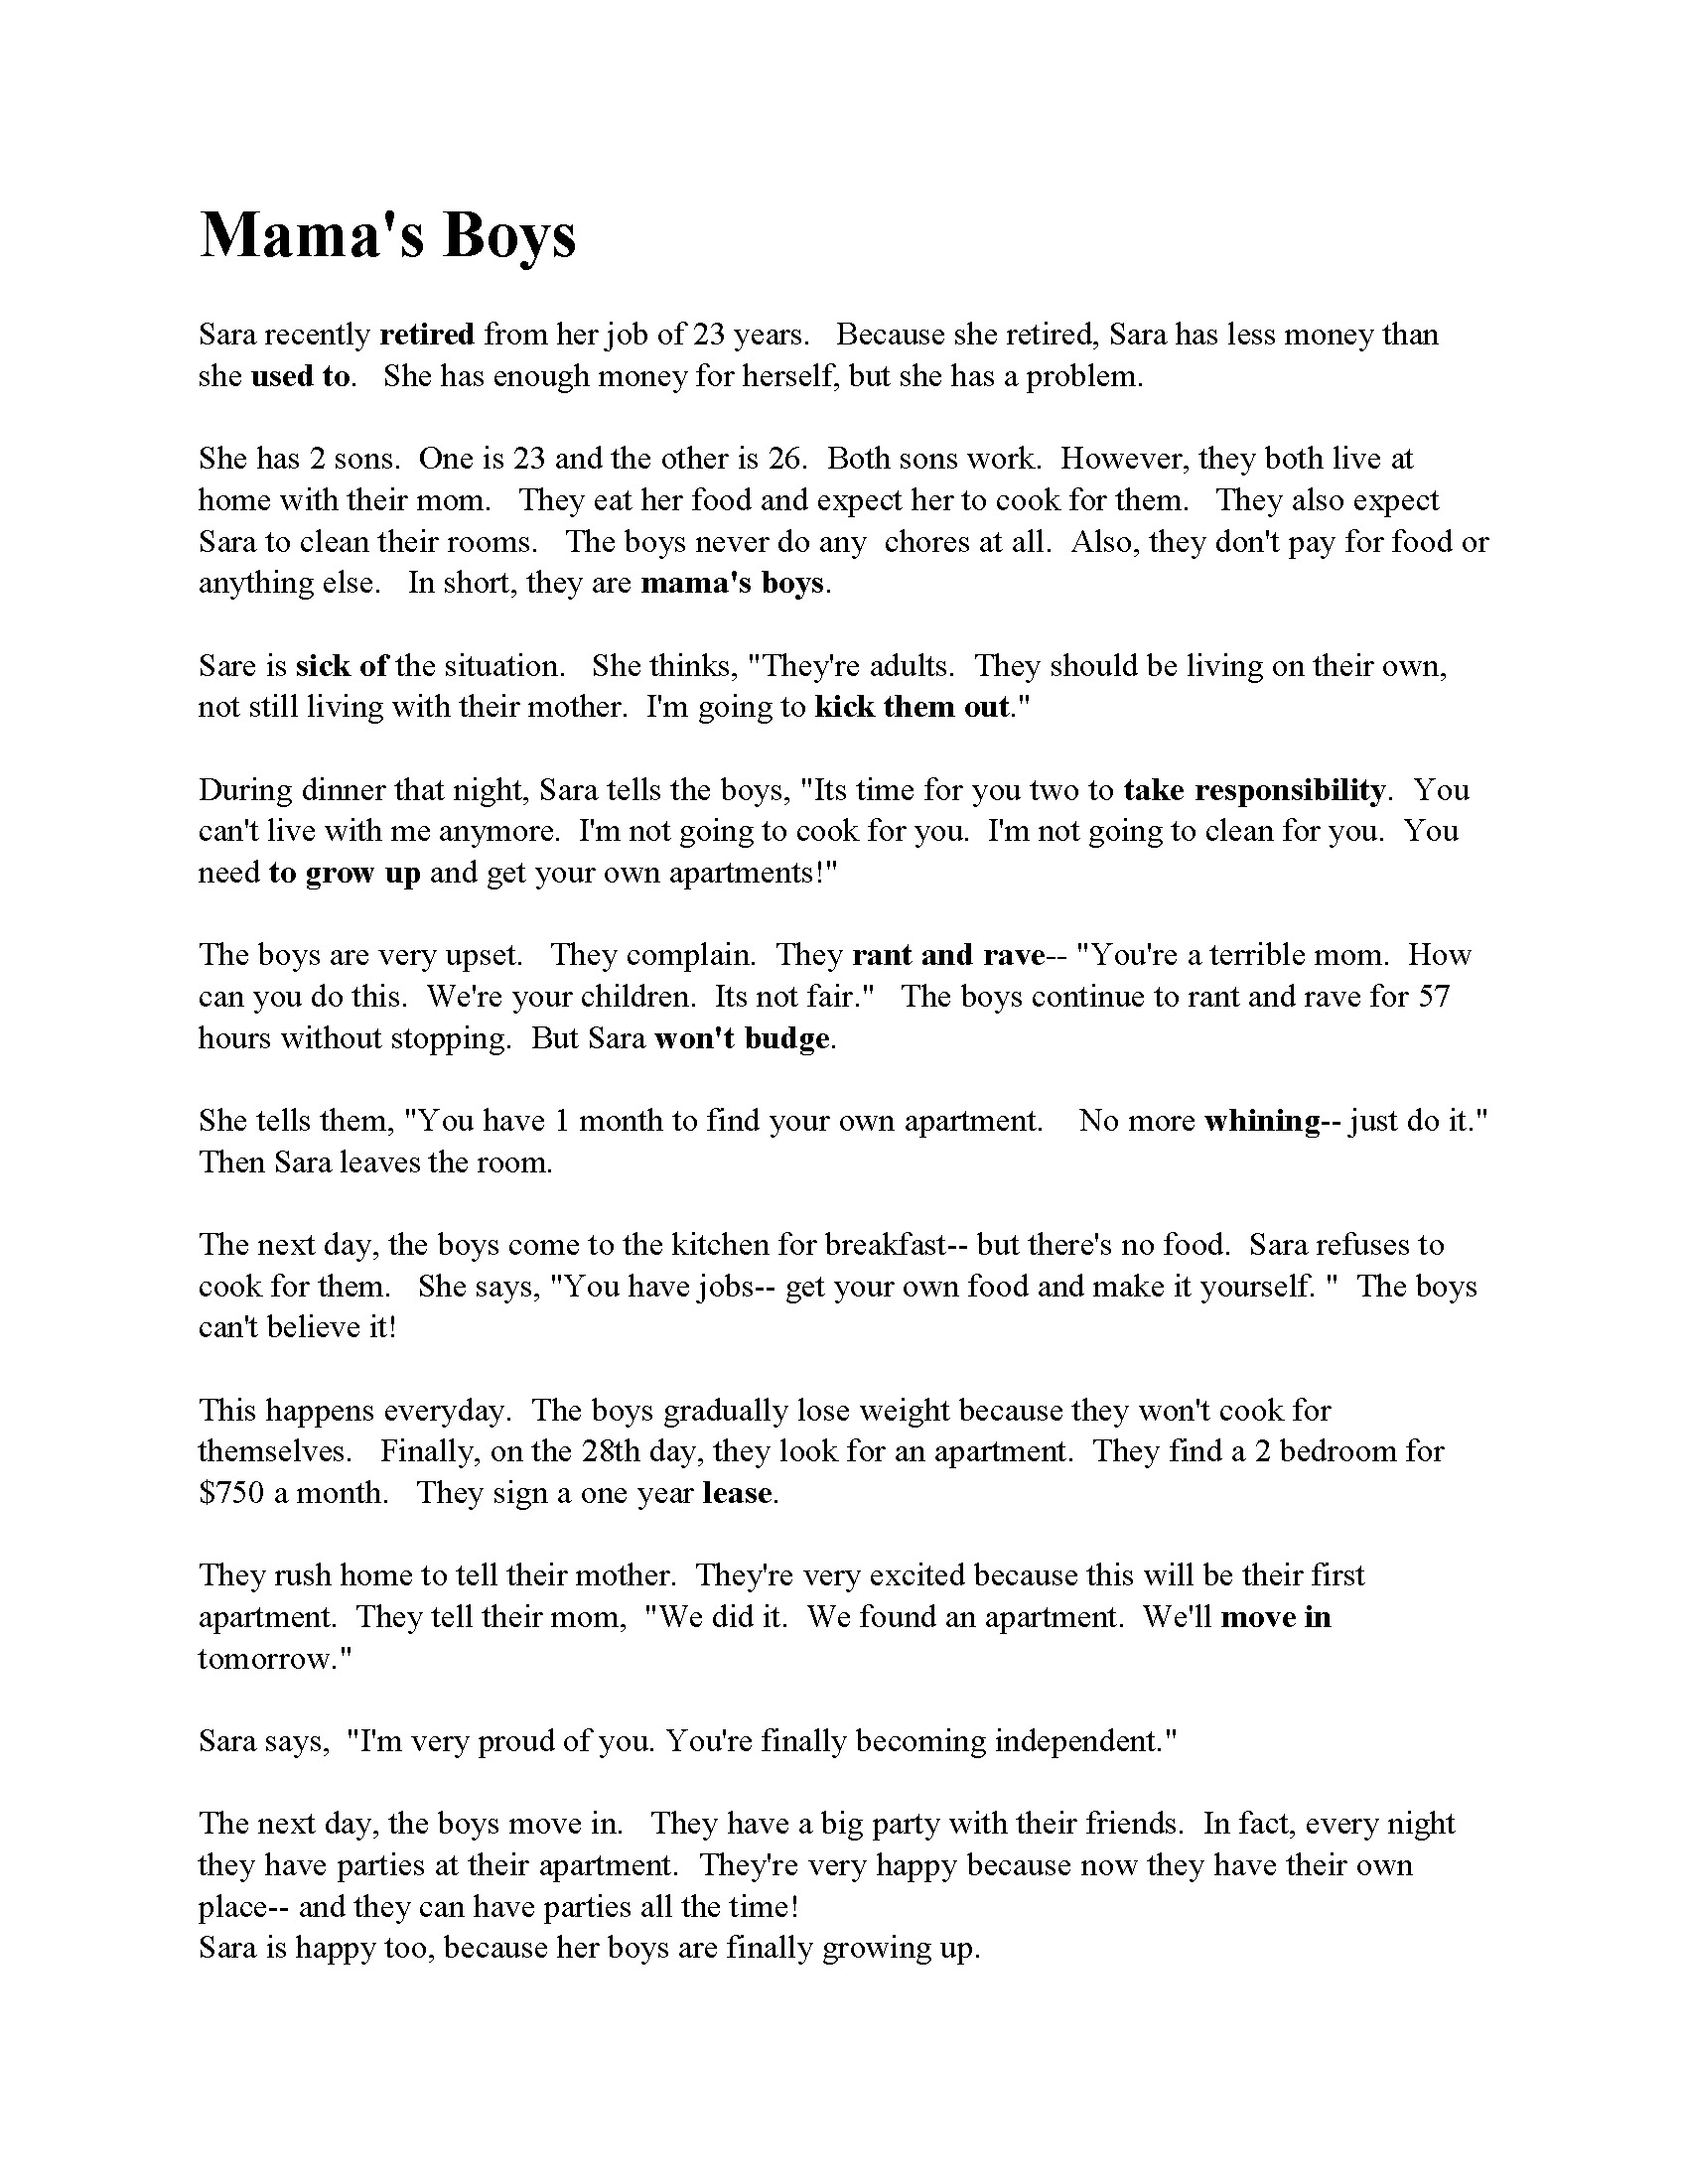 Mama's Boys
Sara recently retired from her job of 23 years.   Because she retired, Sara has less money than
she used to.   She has enough money for herself, but she has a problem.
She has 2 sons.  One is 23 and the other is 26.  Both sons work.  However, they both live at
home with their mom.   They eat her food and expect her to cook for them.   They also expect
Sara to clean their rooms.   The boys never do any  chores at all.  Also, they don't pay for food or
anything else.   In short, they are mama's boys.
Sare is sick of the situation.   She thinks, "They're adults.  They should be living on their own,
not still living with their mother.  I'm going to kick them out."
During dinner that night, Sara tells the boys, "Its time for you two to take responsibility.  You
can't live with me anymore.  I'm not going to cook for you.  I'm not going to clean for you.  You
need to grow up and get your own apartments!"
The boys are very upset.   They complain.  They rant and rave-- "You're a terrible mom.  How
can you do this.  We're your children.  Its not fair."   The boys continue to rant and rave for 57
hours without stopping.  But Sara won't budge.
She tells them, "You have 1 month to find your own apartment.    No more whining-- just do it."
Then Sara leaves the room.
The next day, the boys come to the kitchen for breakfast-- but there's no food.  Sara refuses to
cook for them.   She says, "You have jobs-- get your own food and make it yourself. "  The boys
can't believe it!
This happens everyday.  The boys gradually lose weight because they won't cook for
themselves.   Finally, on the 28th day, they look for an apartment.  They find a 2 bedroom for
$750 a month.   They sign a one year lease.
They rush home to tell their mother.  They're very excited because this will be their first
apartment.  They tell their mom,  "We did it.  We found an apartment.  We'll move in
tomorrow."
Sara says,  "I'm very proud of you. You're finally becoming independent."
The next day, the boys move in.   They have a big party with their friends.  In fact, every night
they have parties at their apartment.  They're very happy because now they have their own
place-- and they can have parties all the time!
Sara is happy too, because her boys are finally growing up.